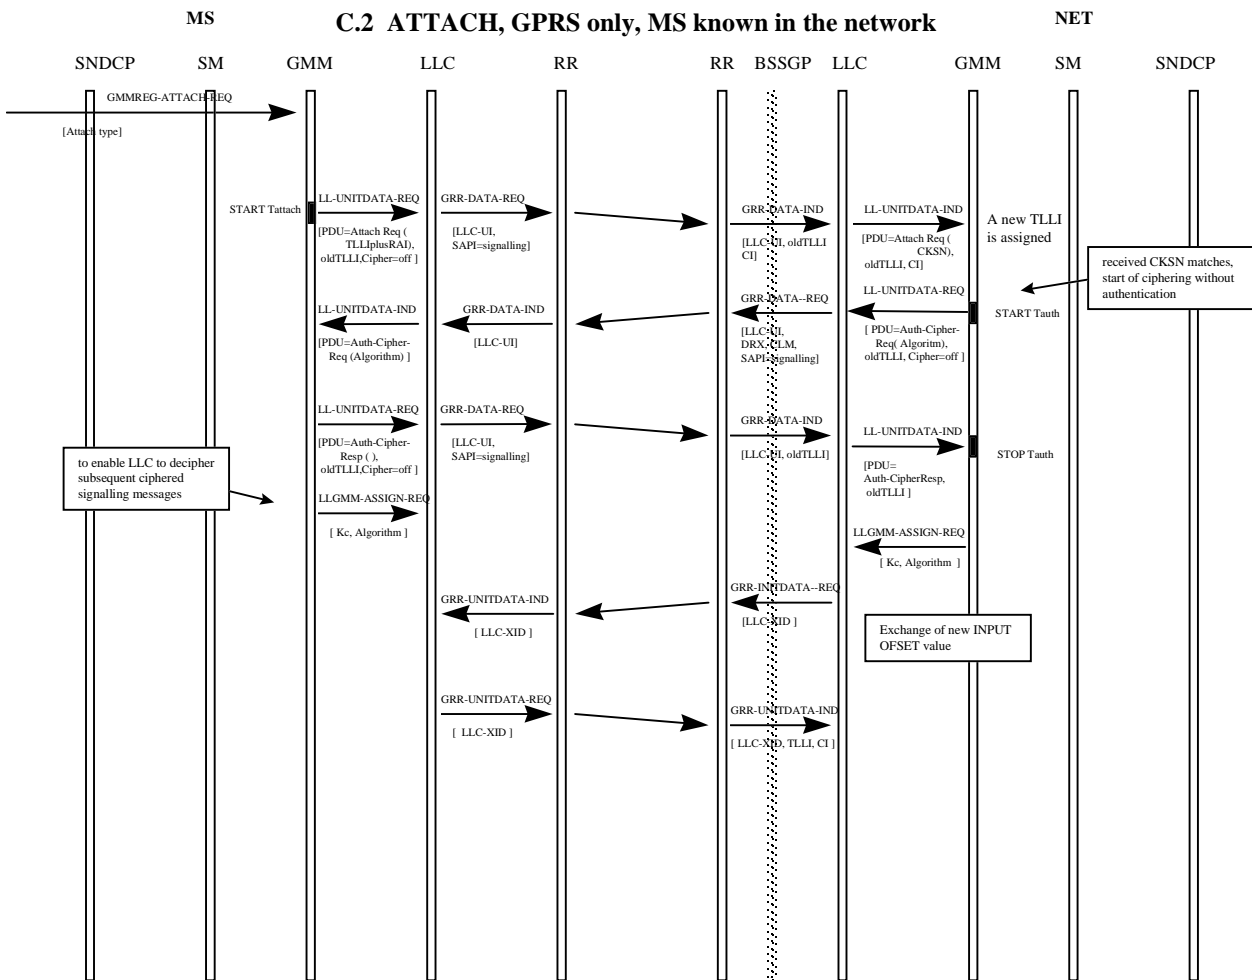 MS
C.2 ATTACH, GPRS only, MS known in the network
NET
SNDCP
SM
GMM
LLC
RR
RR
BSSGP
LLC
GMM
SM
SNDCP
GMMREG-ATTACH-REQ
[Attach type]
START Tattach
LL-UNITDATA-REQ
[PDU=Attach Req (
TLLIplusRAI),
oldTLLI,Cipher=off ]
GRR-DATA-REQ
[LLC-UI,
SAPI=signalling]
GRR-DATA-IND
[LLC-UI, oldTLLI
CI]
LL-UNITDATA-IND
[PDU=Attach Req (
CKSN),
oldTLLI, CI]
A new TLLI
is assigned
received CKSN matches,
start of ciphering without
authentication
LL-UNITDATA-IND
[PDU=Auth-Cipher-
Req (Algorithm) ]
GRR-DATA-IND
[LLC-UI]
GRR-DATA--REQ
[LLC-UI,
DRX, CLM,
SAPI=signalling]
LL-UNITDATA-REQ
[ PDU=Auth-Cipher-
Req( Algoritm),
oldTLLI, Cipher=off ]
START Tauth
LL-UNITDATA-REQ
[PDU=Auth-Cipher-
Resp ( ),
oldTLLI,Cipher=off ]
GRR-DATA-REQ
[LLC-UI,
SAPI=signalling]
GRR-DATA-IND
[LLC-UI, oldTLLI]
LL-UNITDATA-IND
[PDU=
Auth-CipherResp,
oldTLLI ]
STOP Tauth
to enable LLC to decipher
subsequent ciphered
signalling messages
LLGMM-ASSIGN-REQ
[ Kc, Algorithm ]
LLGMM-ASSIGN-REQ
[ Kc, Algorithm ]
GRR-UNITDATA-IND
[ LLC-XID ]
GRR-INITDATA--REQ
[LLC-XID ]
Exchange of new INPUT
OFSET value
GRR-UNITDATA-REQ
[ LLC-XID ]
GRR-UNITDATA-IND
[ LLC-XID, TLLI, CI ]